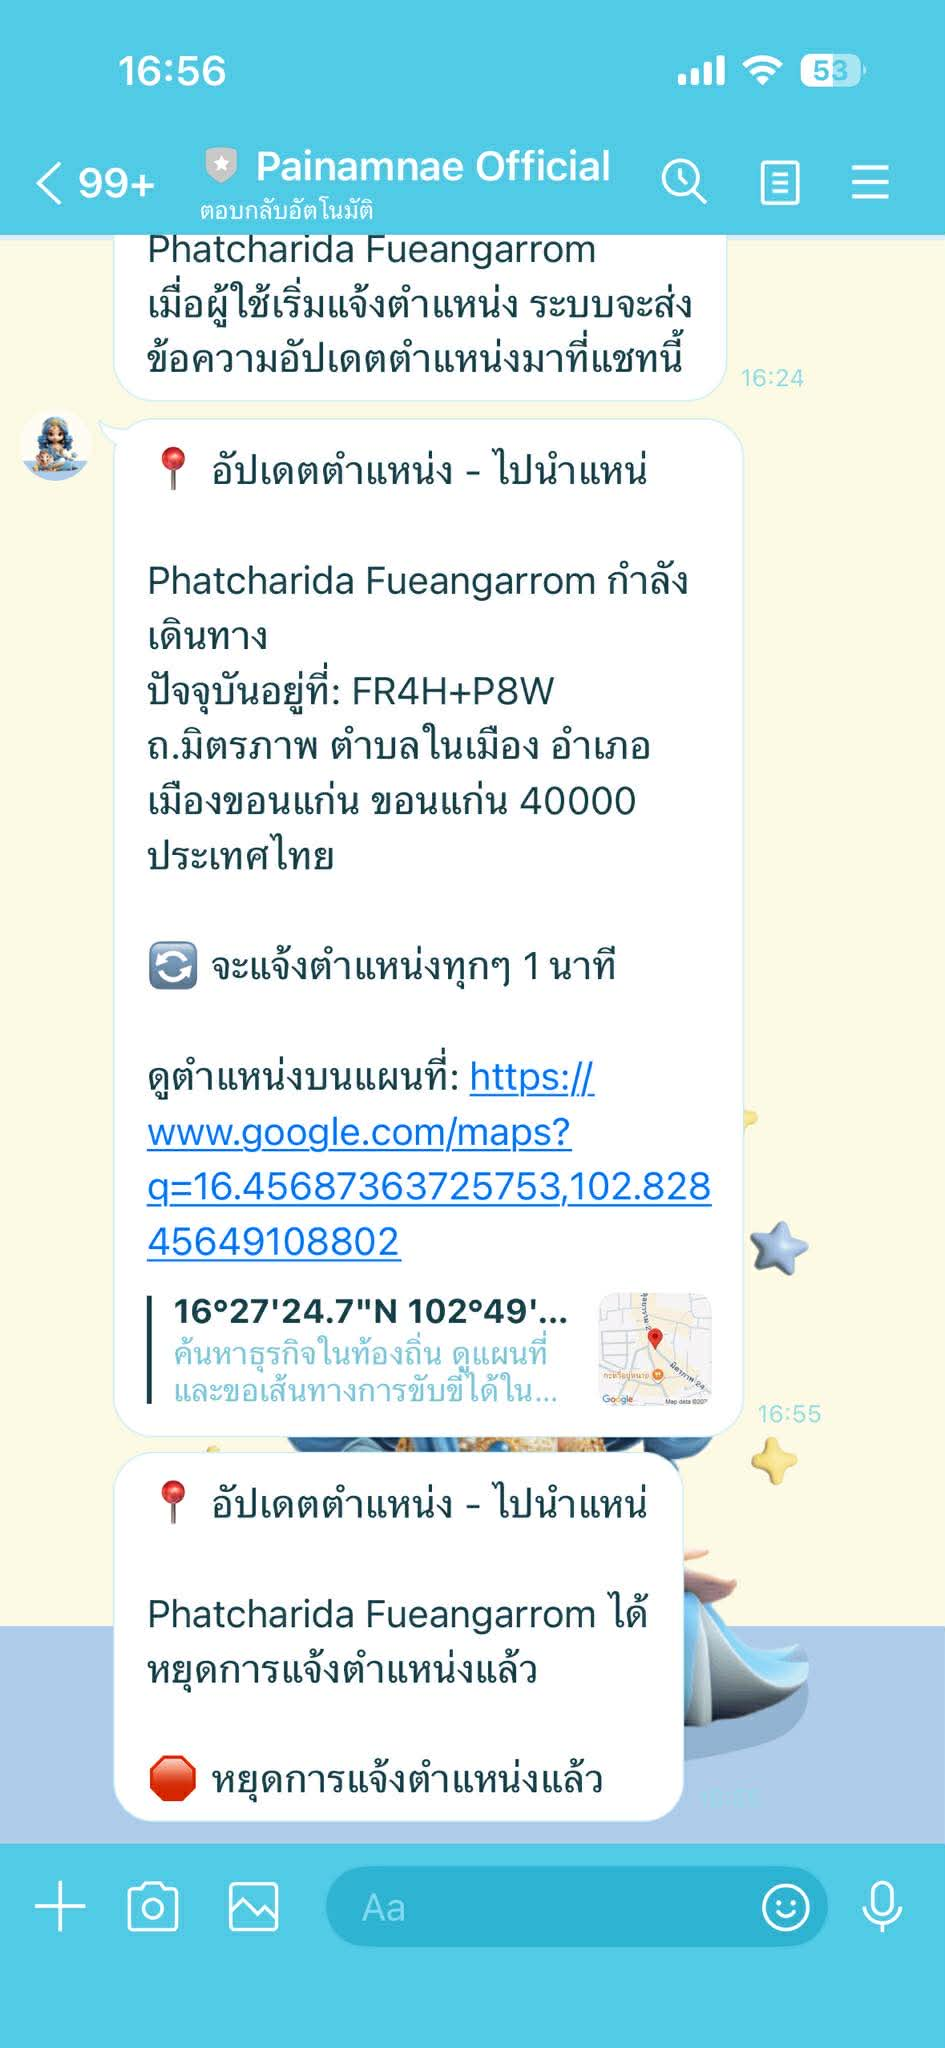 16:56
53
99+
Painamnae Official
ตอบกลับอัตโนมัติ
Phatcharida Fueangarrom
เมื่อผู้ใช้เริ่มแจ้งตำแหน่ง ระบบจะส่ง
ข้อความอัปเดตตำแหน่งมาที่แชทนี้
16:24
อัปเดตตำแหน่ง - ไปนำแหน่
Phatcharida Fueangarrom กำลัง
เดินทาง
ปัจจุบันอยู่ที่: FR4H+P8W
ถ.มิตรภาพ ตำบลในเมือง อำเภอ
เมืองขอนแก่น ขอนแก่น 40000
ประเทศไทย
จะแจ้งตำแหน่งทุกๆ 1 นาที
ดูตำแหน่งบนแผนที่: https://
www.google.com/maps?
q=16.45687363725753,102.828
45649108802
16°27'24.7"N 102°49'...
ค้นหาธุรกิจในท้องถิ่น ดูแผนที่
และขอเส้นทางการขับขี่ได้ใน...
Google
16:55
อัปเดตตำแหน่ง - ไปนำแหน่
Phatcharida Fueangarrom ได้
หยุดการแจ้งตำแหน่งแล้ว
หยุดการแจ้งตำแหน่งแล้ว
Aa